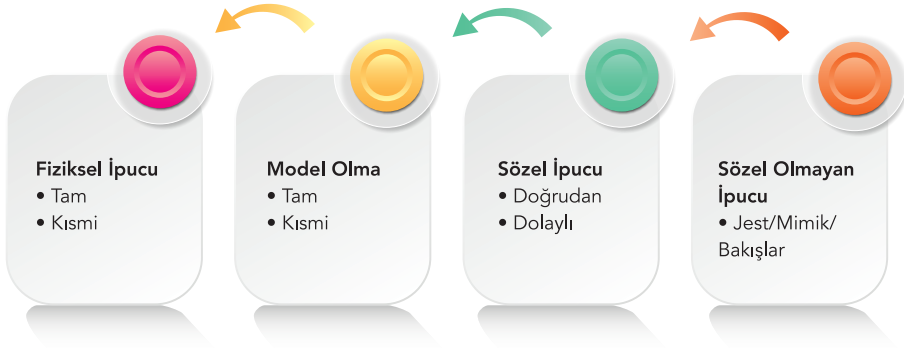 Fiziksel İpucu
• Tam
• Kısmi
Model Olma
• Tam
• Kısmi
Sözel İpucu
• Doğrudan
• Dolaylı
Sözel Olmayan
İpucu
• Jest/Mimik/
Bakışlar